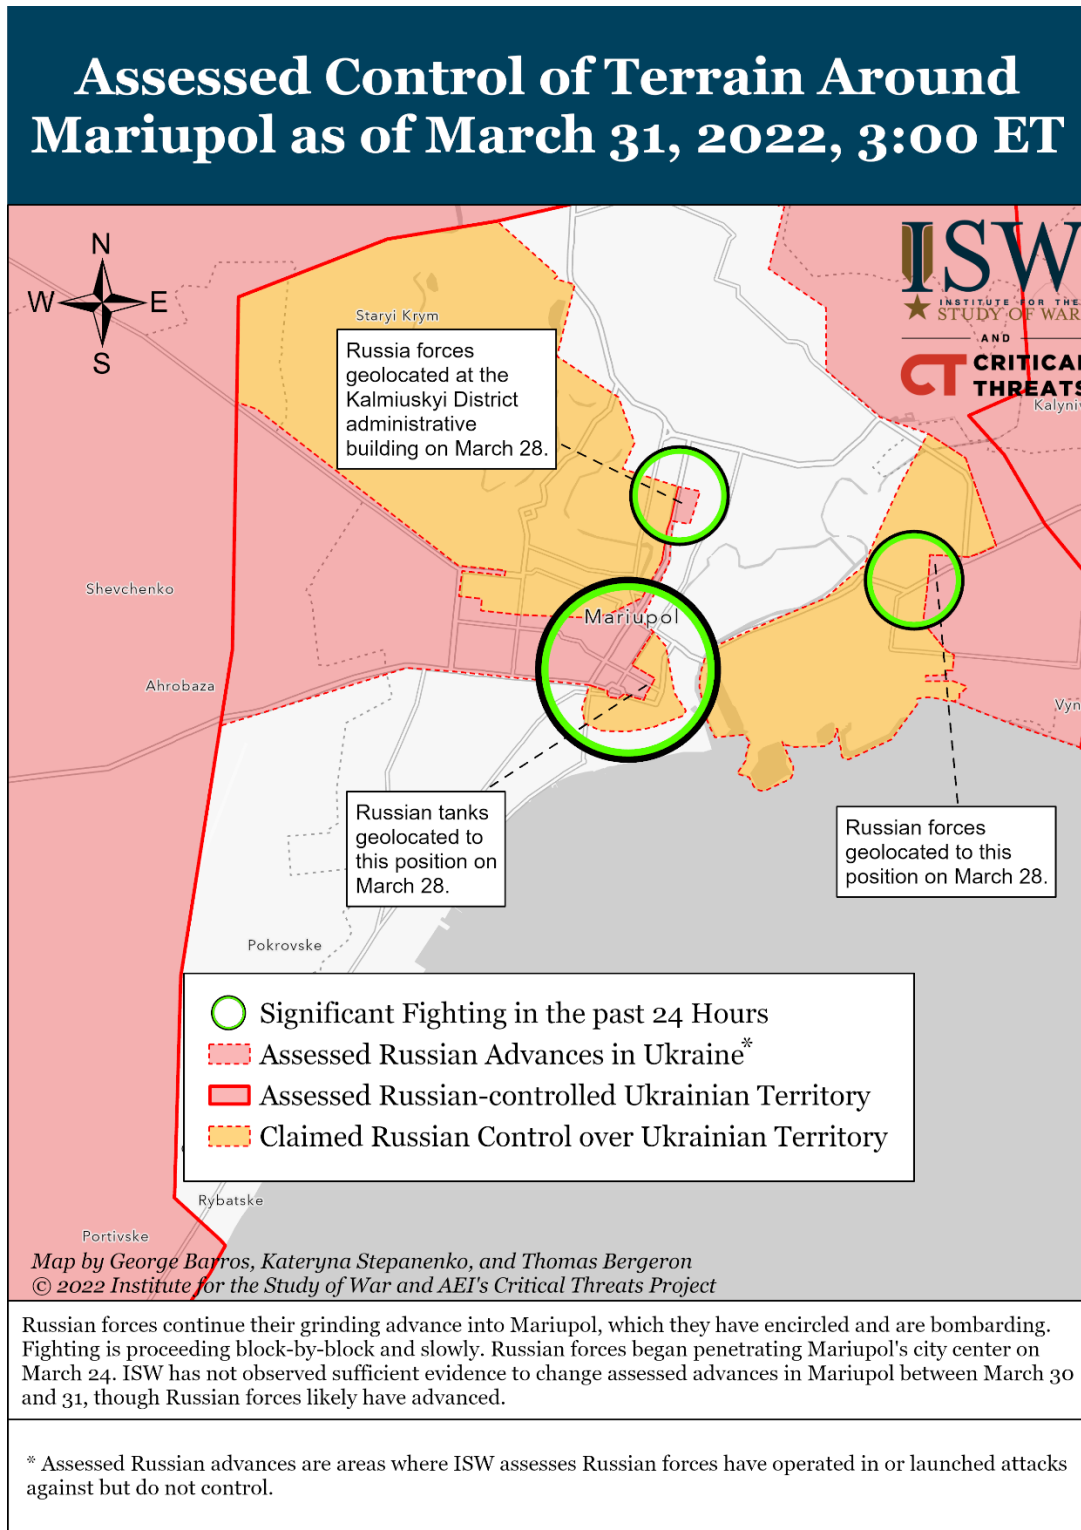 Assessed Control of Terrain Around
Mariupol as of March 31, 2022, 3:00 ET
N
W
E
S
ISW
INSTITUTE FOR THE
STUDY OF WAR
AND
CT CRITICAL
THREATS
Staryi Krym
Russia forces
geolocated at the
Kalmiuskyi District
administrative
building on March 28.
Kalyniv
Shevchenko
Mariupol
Ahrobaza
Vyn
Russian tanks
geolocated to
this position on
March 28.
Russian forces
geolocated to this
position on March 28.
Pokrovske
Significant Fighting in the past 24 Hours
Assessed Russian Advances in Ukraine*
Assessed Russian-controlled Ukrainian Territory
Claimed Russian Control over Ukrainian Territory
Rybatske
Portivske
Map by George Barros, Kateryna Stepanenko, and Thomas Bergeron
© 2022 Institute for the Study of War and AEI's Critical Threats Project
Russian forces continue their grinding advance into Mariupol, which they have encircled and are bombarding.
Fighting is proceeding block-by-block and slowly. Russian forces began penetrating Mariupol's city center on
March 24. ISW has not observed sufficient evidence to change assessed advances in Mariupol between March 30
and 31, though Russian forces likely have advanced.
* Assessed Russian advances are areas where ISW assesses Russian forces have operated in or launched attacks
against but do not control.